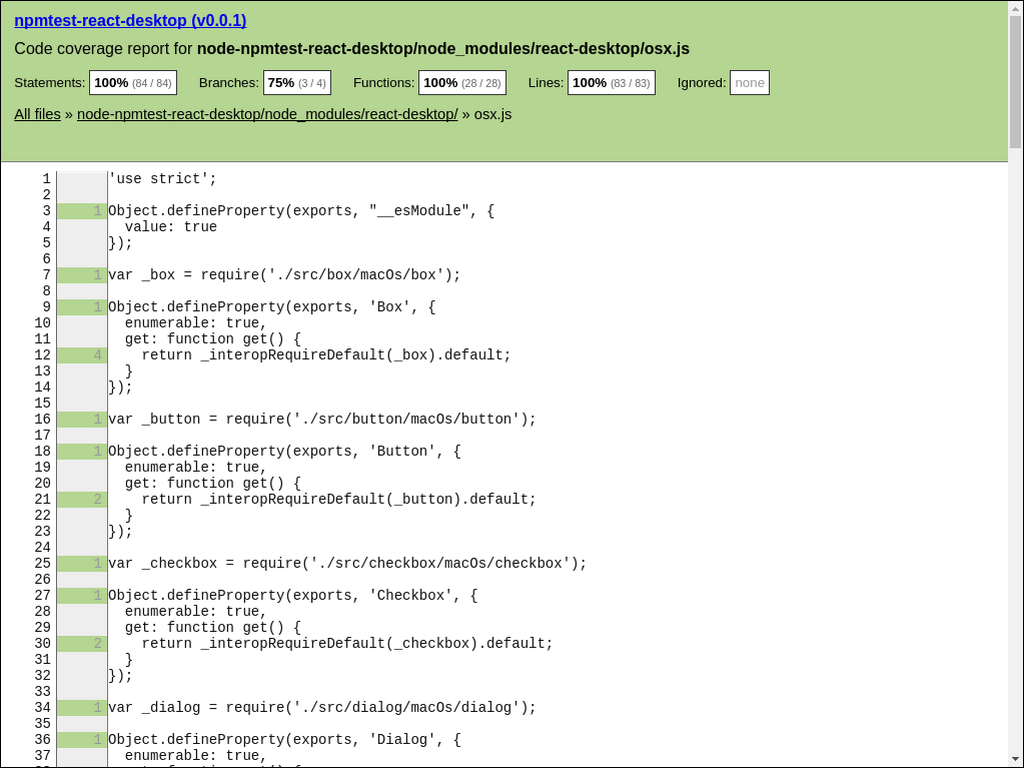 npmtest-react-desktop (v0.0.1)
Code coverage report for node-npmtest-react-desktop/node_modules/react-desktop/osx.js
Statements: 100% (84 / 84) Branches: 75% (3 / 4) Functions: 100% (28 / 28) Lines: 100% (83 / 83) Ignored: none
All files » node-npmtest-react-desktop/node_modules/react-desktop/ » osx.js
1 'use strict';
2
3 1 Object.defineProperty(exports, "__esModule", {
4 value: true
5 });
6
7 1 var _box = require('./src/box/macOs/box');
8
9 1 Object.defineProperty(exports, 'Box', {
10 enumerable: true,
11 get: function get() {
12 4 return _interopRequireDefault(_box).default;
13 }
14 });
15
16 1 var _button = require('./src/button/macOs/button');
17
18 1 Object.defineProperty(exports, 'Button', {
19 enumerable: true,
20 get: function get() {
21 2 return _interopRequireDefault(_button).default;
22 }
23 });
24
25 1 var _checkbox = require('./src/checkbox/macOs/checkbox');
26
27 1 Object.defineProperty(exports, 'Checkbox', {
28 enumerable: true,
29 get: function get() {
30 2 return _interopRequireDefault(_checkbox).default;
31 }
32 });
33
34 1 var _dialog = require('./src/dialog/macOs/dialog');
35
36 1 Object.defineProperty(exports, 'Dialog', {
37 enumerable: true,